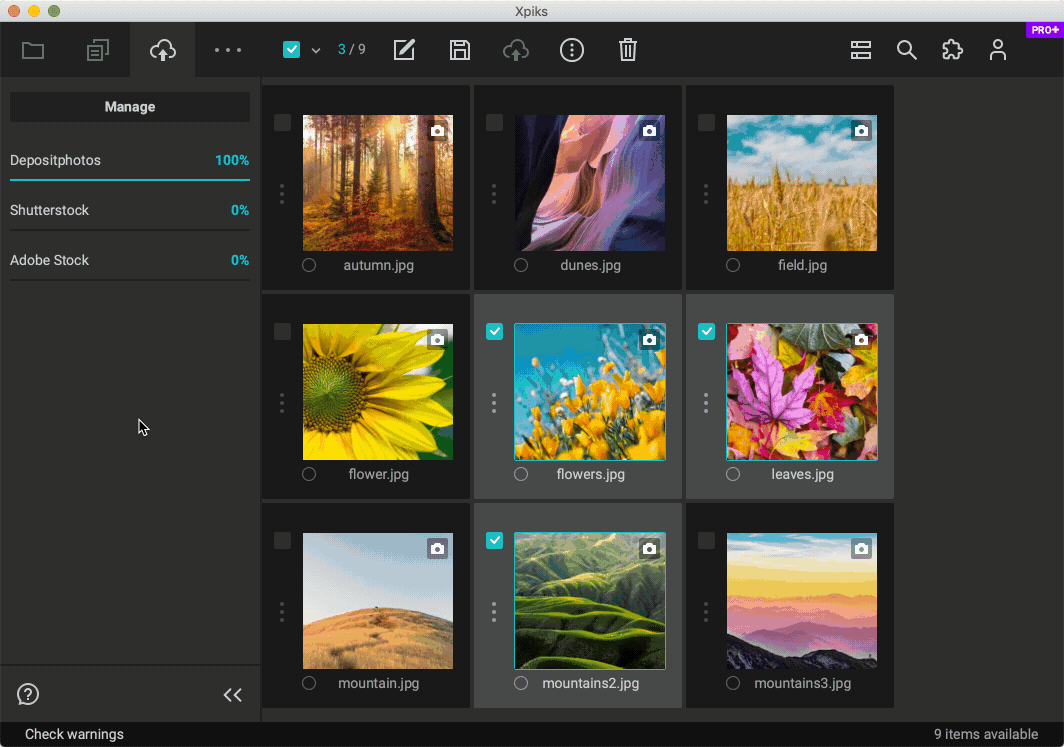 Xpiks
PRO+
3 / 9
Manage
Depositphotos 100%
Shutterstock 0%
Adobe Stock 0%
autumn.jpg
dunes.jpg
field.jpg
flower.jpg
flowers.jpg
leaves.jpg
mountain.jpg
mountains2.jpg
mountains3.jpg
Check warnings
9 items available